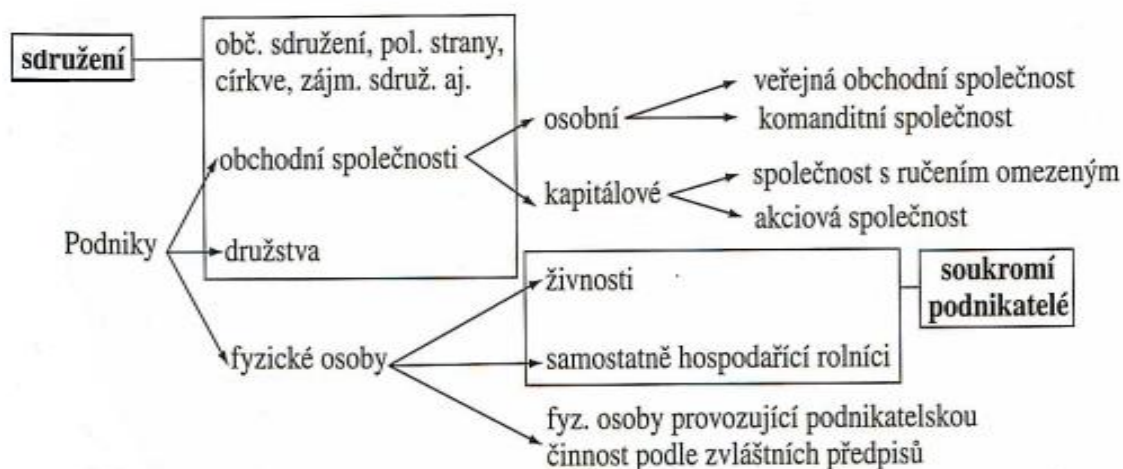 sdružení
obč. sdružení, pol. strany,
církve, zájm. sdruž. aj.
obchodní společnosti
osobní
veřejná obchodní společnost
komanditní společnost
kapitálové
společnost s ručením omezeným
akciová společnost
Podniky
družstva
živnosti
soukromí
podnikatelé
fyzické osoby
samostatně hospodařící rolníci
fyz. osoby provozující podnikatelskou
činnost podle zvláštních předpisů